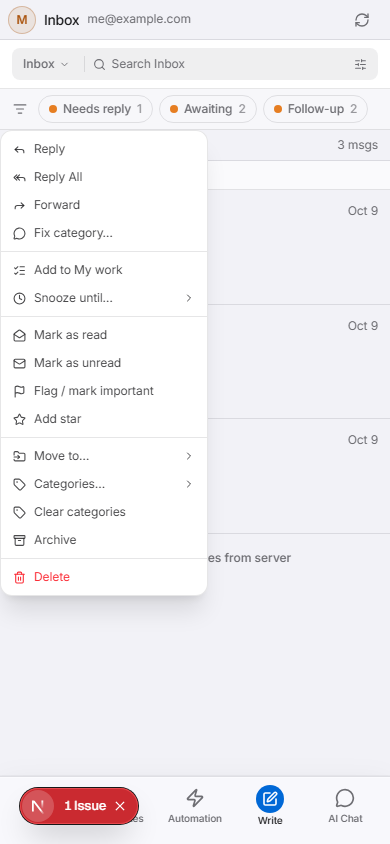 M Inbox me@example.com
Inbox Search Inbox
Needs reply 1 Awaiting 2 Follow-up 2
3 msgs
Reply
Reply All
Oct 9
Forward
Fix category...
Add to My work
Snooze until...
Oct 9
Mark as read
Mark as unread
Flag / mark important
Add star
Oct 9
Move to...
Categories...
Clear categories
Archive
es from server
Delete
N 1 Issue
es Automation Write AI Chat